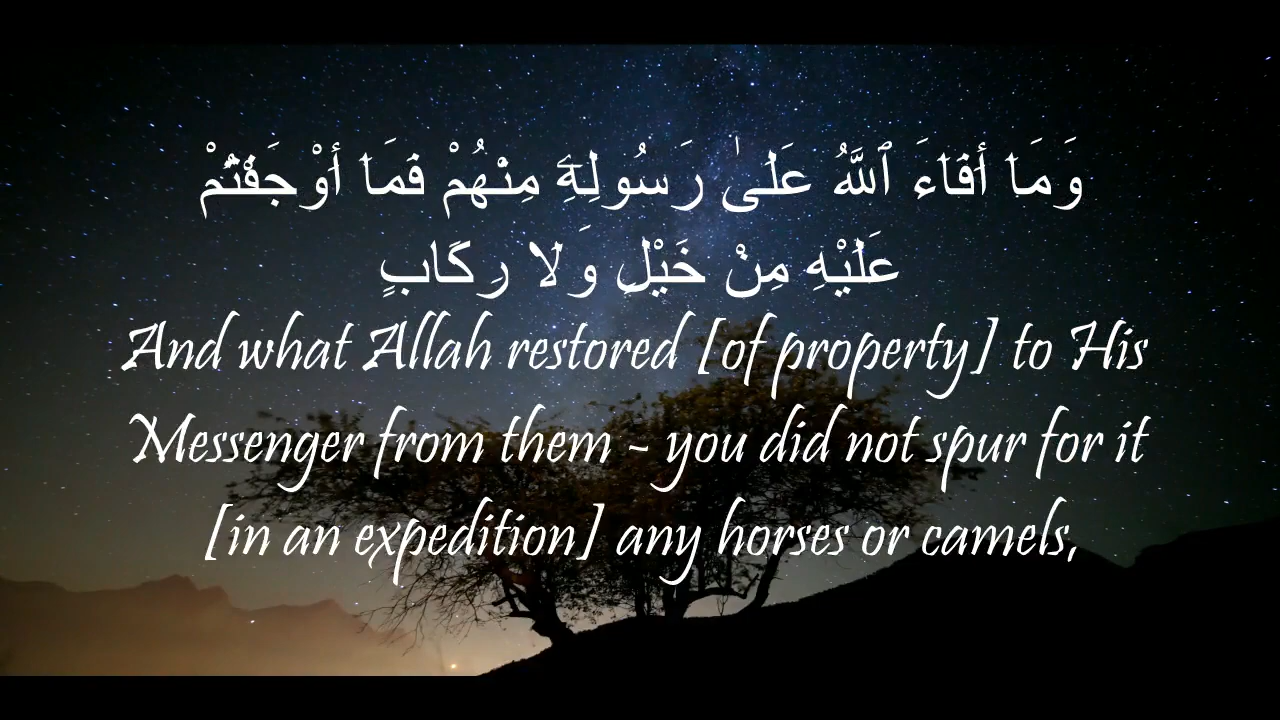 وَمَا أَفَاءَ ٱللَّهُ عَلَىٰ رَسُولِهِۦ مِنْهُمْ فَمَا أَوْجَفْتُمْ
عَلَيْهِ مِنْ خَيْلٍ وَلَا رِكَابٍ
And what Allah restored [of property] to His
Messenger from them - you did not spur for it
[in an expedition] any horses or camels,